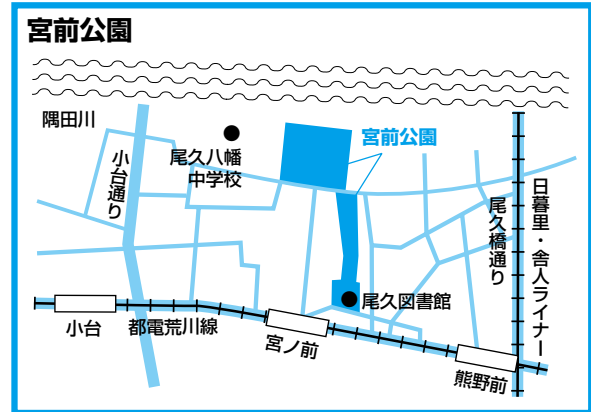 宮前公園
隅田川
小台通り
尾久八幡
中学校
宮前公園
尾久橋通り
日暮里・舎人ライナー
尾久図書館
小台
都電荒川線
宮ノ前
熊野前